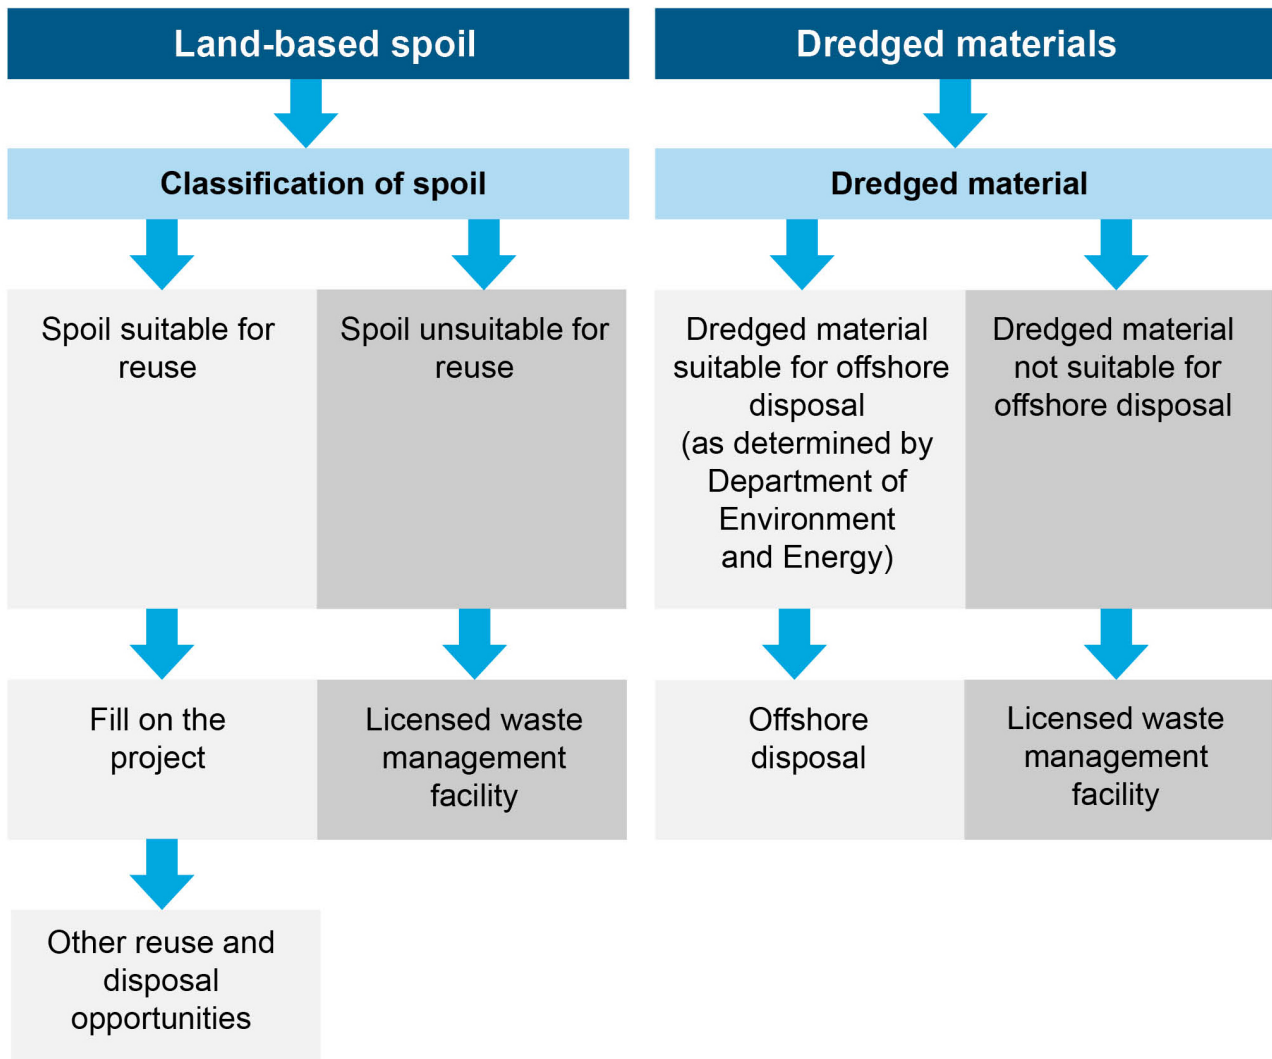 Land-based spoil
Dredged materials
Classification of spoil
Dredged material
Spoil suitable for
reuse
Spoil unsuitable for
reuse
Dredged material
suitable for offshore
disposal
(as determined by
Department of
Environment
and Energy)
Dredged material
not suitable for
offshore disposal
Fill on the
project
Licensed waste
management
facility
Offshore
disposal
Licensed waste
management
facility
Other reuse and
disposal
opportunities